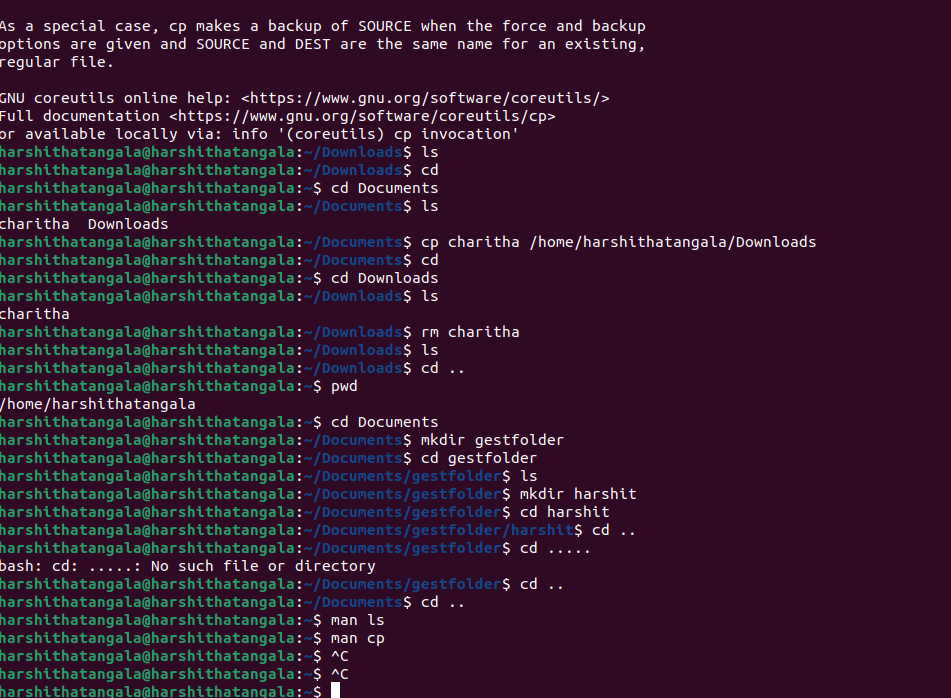 As a special case, cp makes a backup of SOURCE when the force and backup
options are given and SOURCE and DEST are the same name for an existing,
regular file.

GNU coreutils online help: <https://www.gnu.org/software/coreutils/>
Full documentation <https://www.gnu.org/software/coreutils/cp>
or available locally via: info '(coreutils) cp invocation'
harshithatangala@harshithatangala:~/Downloads$ ls
harshithatangala@harshithatangala:~/Downloads$ cd
harshithatangala@harshithatangala:~$ cd Documents
harshithatangala@harshithatangala:~/Documents$ ls
charitha  Downloads
harshithatangala@harshithatangala:~/Documents$ cp charitha /home/harshithatangala/Downloads
harshithatangala@harshithatangala:~/Documents$ cd
harshithatangala@harshithatangala:~$ cd Downloads
harshithatangala@harshithatangala:~/Downloads$ ls
charitha
harshithatangala@harshithatangala:~/Downloads$ rm charitha
harshithatangala@harshithatangala:~/Downloads$ ls
harshithatangala@harshithatangala:~/Downloads$ cd ..
harshithatangala@harshithatangala:~$ pwd
/home/harshithatangala
harshithatangala@harshithatangala:~$ cd Documents
harshithatangala@harshithatangala:~/Documents$ mkdir gestfolder
harshithatangala@harshithatangala:~/Documents$ cd gestfolder
harshithatangala@harshithatangala:~/Documents/gestfolder$ ls
harshithatangala@harshithatangala:~/Documents/gestfolder$ mkdir harshit
harshithatangala@harshithatangala:~/Documents/gestfolder$ cd harshit
harshithatangala@harshithatangala:~/Documents/gestfolder/harshit$ cd ..
harshithatangala@harshithatangala:~/Documents/gestfolder$ cd .....
bash: cd: .....: No such file or directory
harshithatangala@harshithatangala:~/Documents/gestfolder$ cd ..
harshithatangala@harshithatangala:~/Documents$ cd ..
harshithatangala@harshithatangala:~$ man ls
harshithatangala@harshithatangala:~$ man cp
harshithatangala@harshithatangala:~$ ^C
harshithatangala@harshithatangala:~$ ^C
harshithatangala@harshithatangala:~$